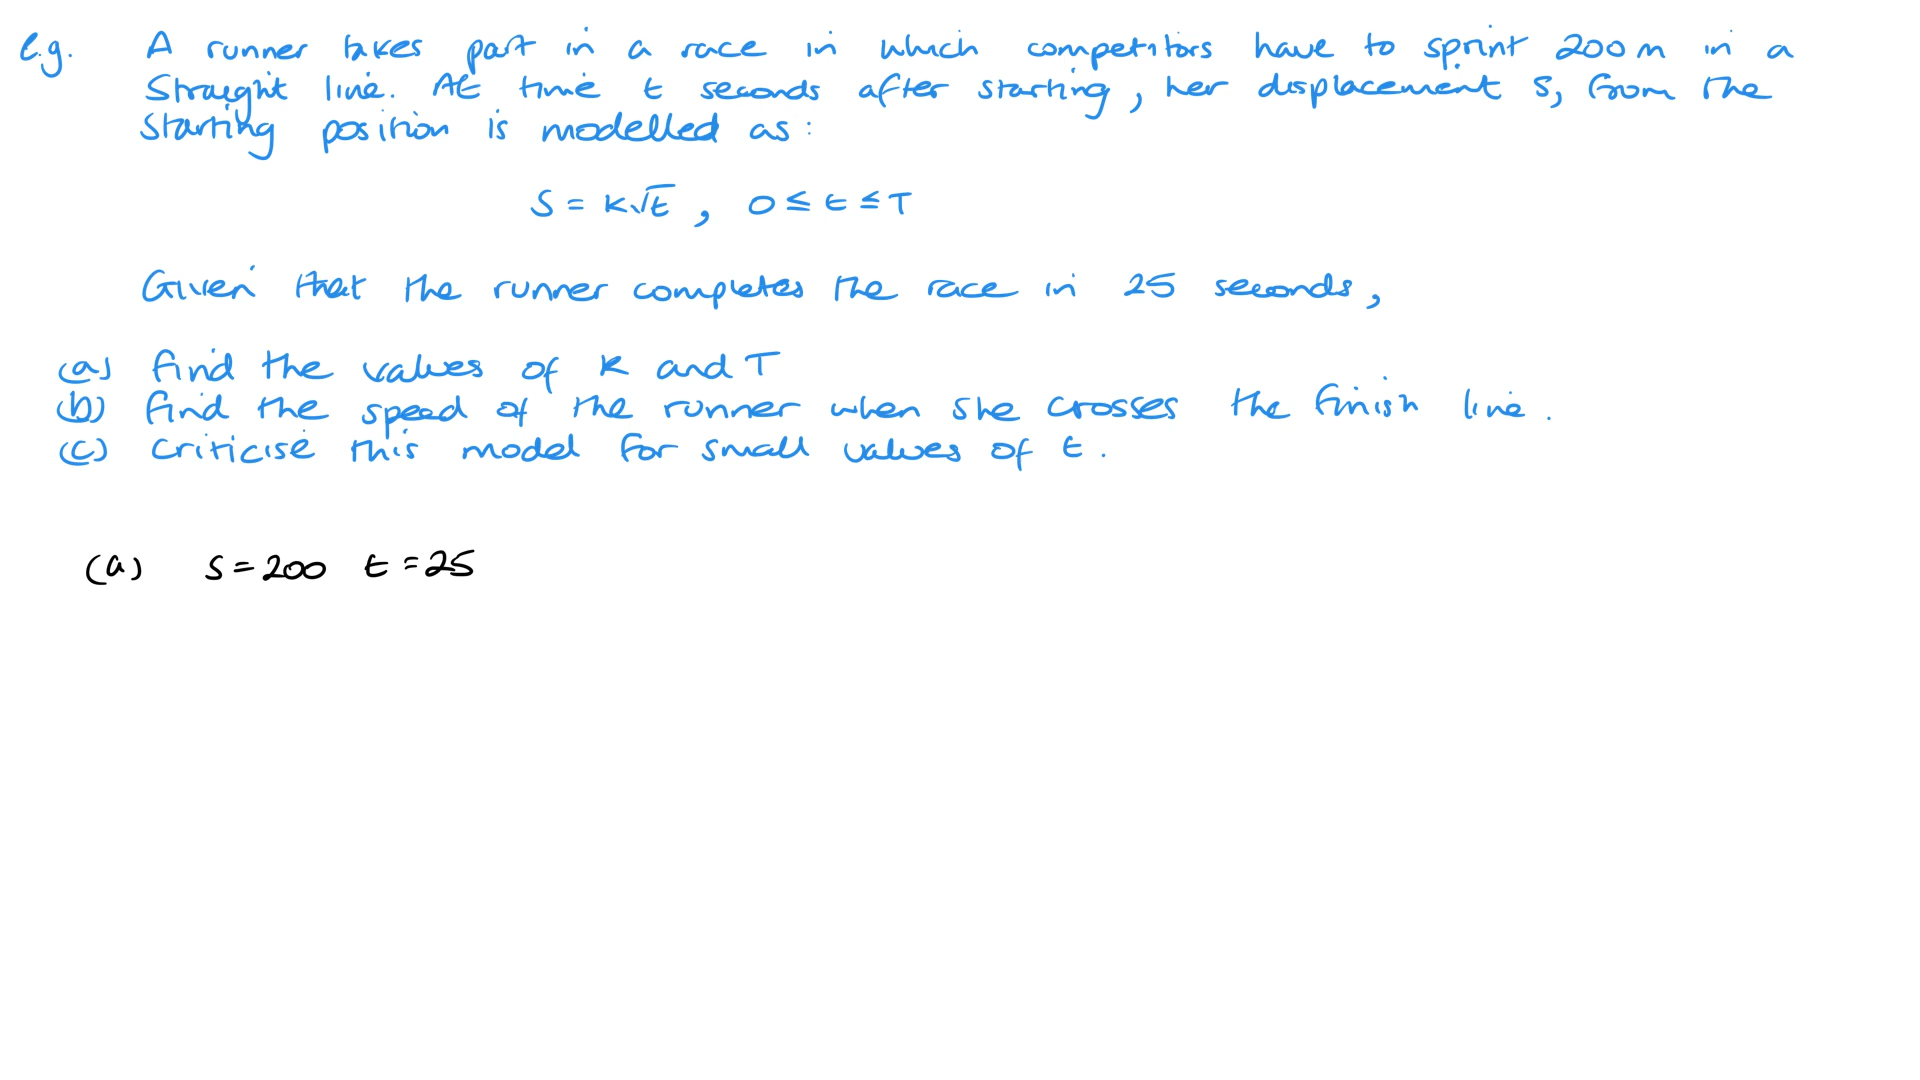 e.g. A runner takes part in a race in which competitors have to sprint 200m in a
straight line. At time t seconds after starting, her displacement s, from the
starting position is modelled as:
s = k√t, 0 ≤ t ≤ T
Given that the runner completes the race in 25 seconds,
(a) find the values of k and T
(b) find the speed of the runner when she crosses the finish line.
(c) criticise this model for small values of t.
(a) s = 200 t = 25